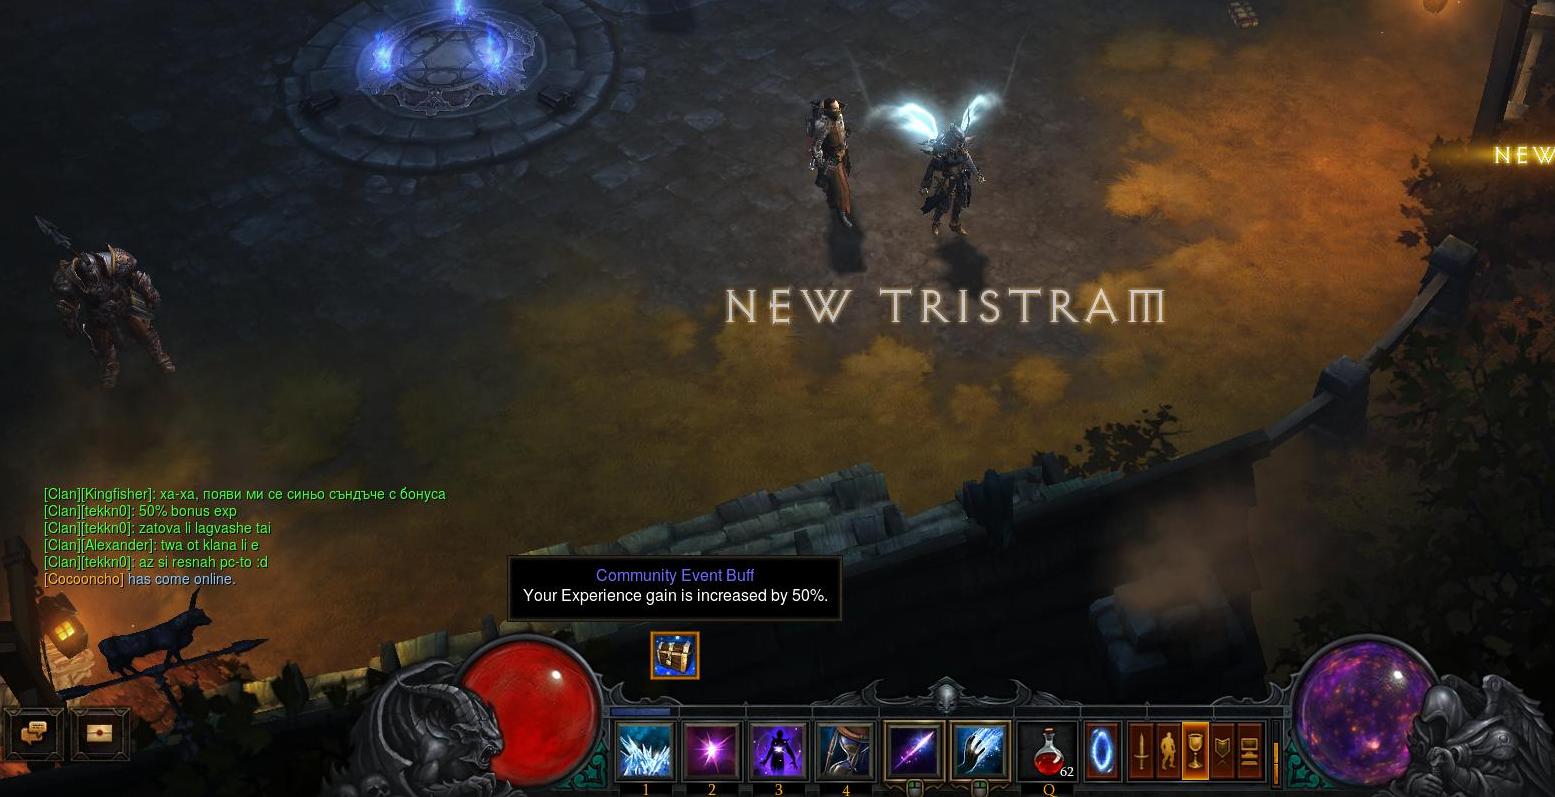 NEW
NEW TRISTRAM
[Clan][Kingfisher]: ха-ха, появи ми се синьо съндъче с бонуса
[Clan][tekkn0]: 50% bonus exp
[Clan][tekkn0]: zatova li lagvashe tai
[Clan][Alexander]: twa ot klana li e
[Clan][tekkn0]: az si resnah pc-to :d
[Cocooncho] has come online.
Community Event Buff
Your Experience gain is increased by 50%.
62
1 2 3 4 Q